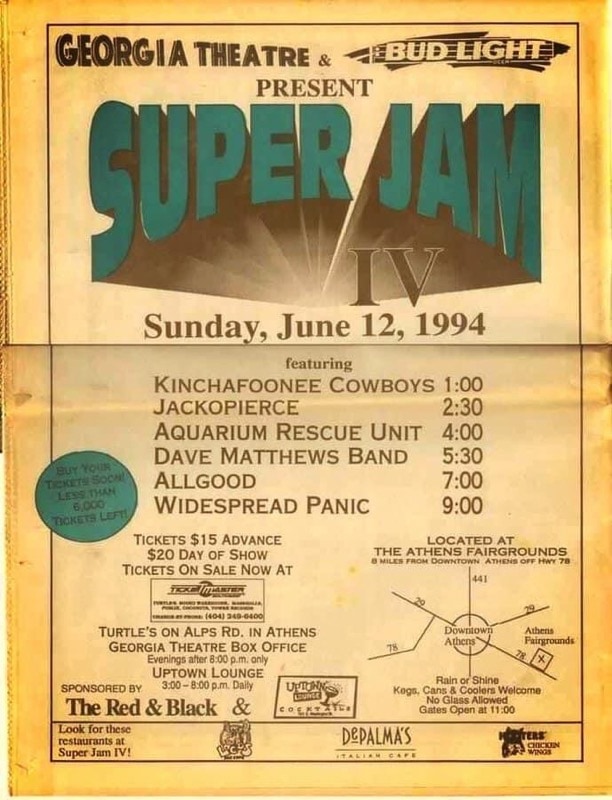 GEORGIA THEATRE & BUD LIGHT
PRESENT
SUPER JAM
IV
Sunday, June 12, 1994
featuring
KINCHAFOONEE COWBOYS 1:00
JACKOPIERCE 2:30
AQUARIUM RESCUE UNIT 4:00
DAVE MATTHEWS BAND 5:30
ALLGOOD 7:00
WIDESPREAD PANIC 9:00
BUY YOUR
TICKETS SOON!
LESS THAN
6,000
TICKETS LEFT!
TICKETS $15 ADVANCE
$20 DAY OF SHOW
TICKETS ON SALE NOW AT
TICKETMASTER
CHARGE-BY-PHONE: (404) 249-6400
TURTLE'S ON ALPS RD. IN ATHENS
GEORGIA THEATRE BOX OFFICE
Evenings after 8:00 p.m. only
UPTOWN LOUNGE
3:00 – 8:00 p.m. Daily
LOCATED AT
THE ATHENS FAIRGROUNDS
8 MILES FROM DOWNTOWN ATHENS OFF HWY 78
441
29
29
Downtown
Athens
Athens
Fairgrounds
78
78
X
Rain or Shine
Kegs, Cans & Coolers Welcome
No Glass Allowed
Gates Open at 11:00
SPONSORED BY
The Red & Black &
UPTOWN
LOUNGE
COCKTAILS
Look for these
restaurants at
Super Jam IV!
DePALMA'S
ITALIAN CAFE
CHICKEN
WINGS